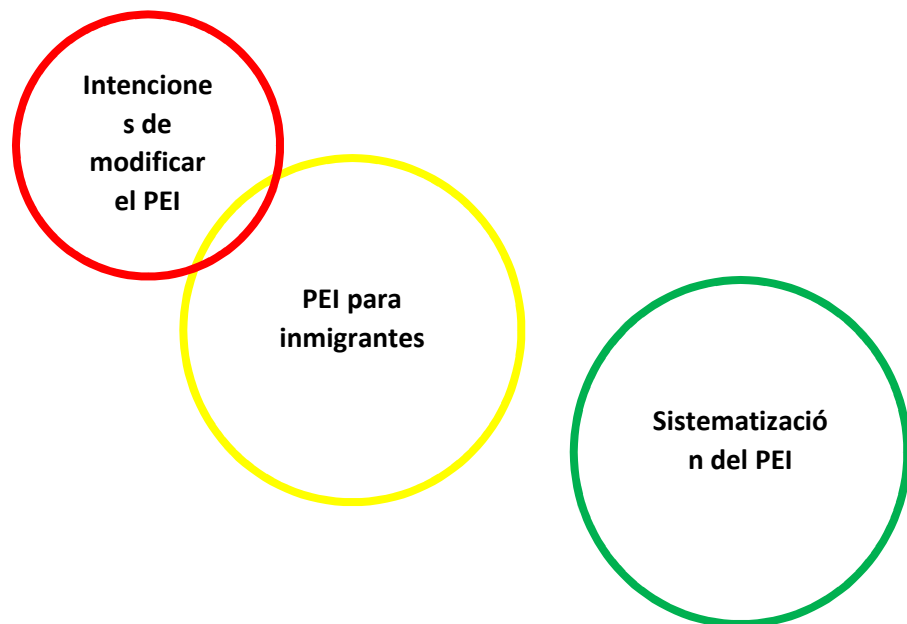 Intencione
s de
modificar
el PEI
PEI para
inmigrantes
Sistematizació
n del PEI